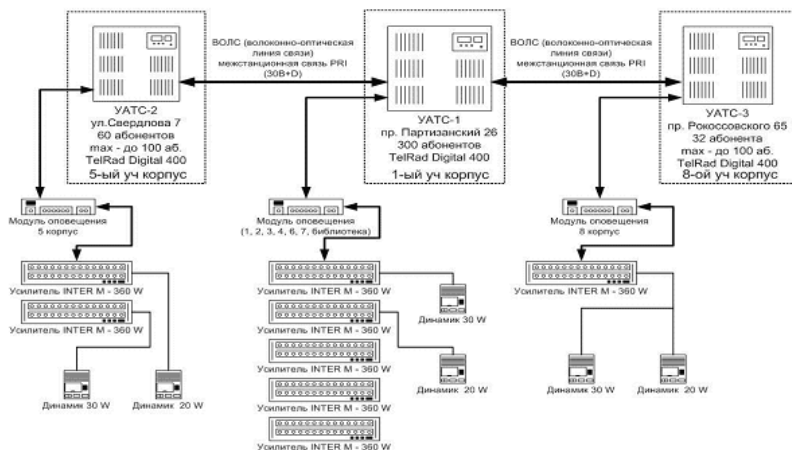 ВОЛС (волоконно-оптическая
линия связи)
межстанционная связь PRI
(30B+D)
ВОЛС (волоконно-оптическая
линия связи)
межстанционная связь PRI
(30B+D)
УАТС-2
ул.Свердлова 7
60 абонентов
max - до 100 аб.
TelRad Digital 400
5-ый уч корпус
УАТС-1
пр. Партизанский 26
300 абонентов
TelRad Digital 400
1-ый уч корпус
УАТС-3
пр. Рокоссовского 65
32 абонента
max - до 100 аб.
TelRad Digital 400
8-ой уч корпус
Модуль оповещения
5 корпус
Модуль оповещения
(1, 2, 3, 4, 6, 7, библиотека)
Модуль оповещения
8 корпус
Усилитель INTER M - 360 W
Усилитель INTER M - 360 W
Динамик 30 W
Динамик 20 W
Усилитель INTER M - 360 W
Усилитель INTER M - 360 W
Усилитель INTER M - 360 W
Усилитель INTER M - 360 W
Усилитель INTER M - 360 W
Динамик 30 W
Динамик 20 W
Усилитель INTER M - 360 W
Динамик 30 W
Динамик 20 W